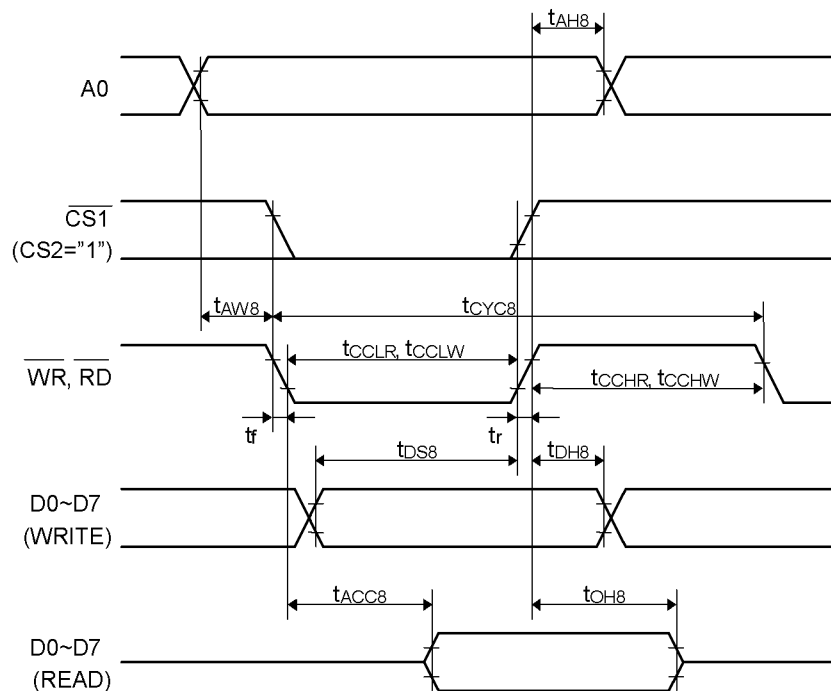 tAH8
A0
CS1
(CS2=”1”)
tAW8
tCYC8
WR, RD
tCCLR, tCCLW
tCCHR, tCCHW
tf
tr
tDS8
tDH8
D0~D7
(WRITE)
tACC8
tOH8
D0~D7
(READ)